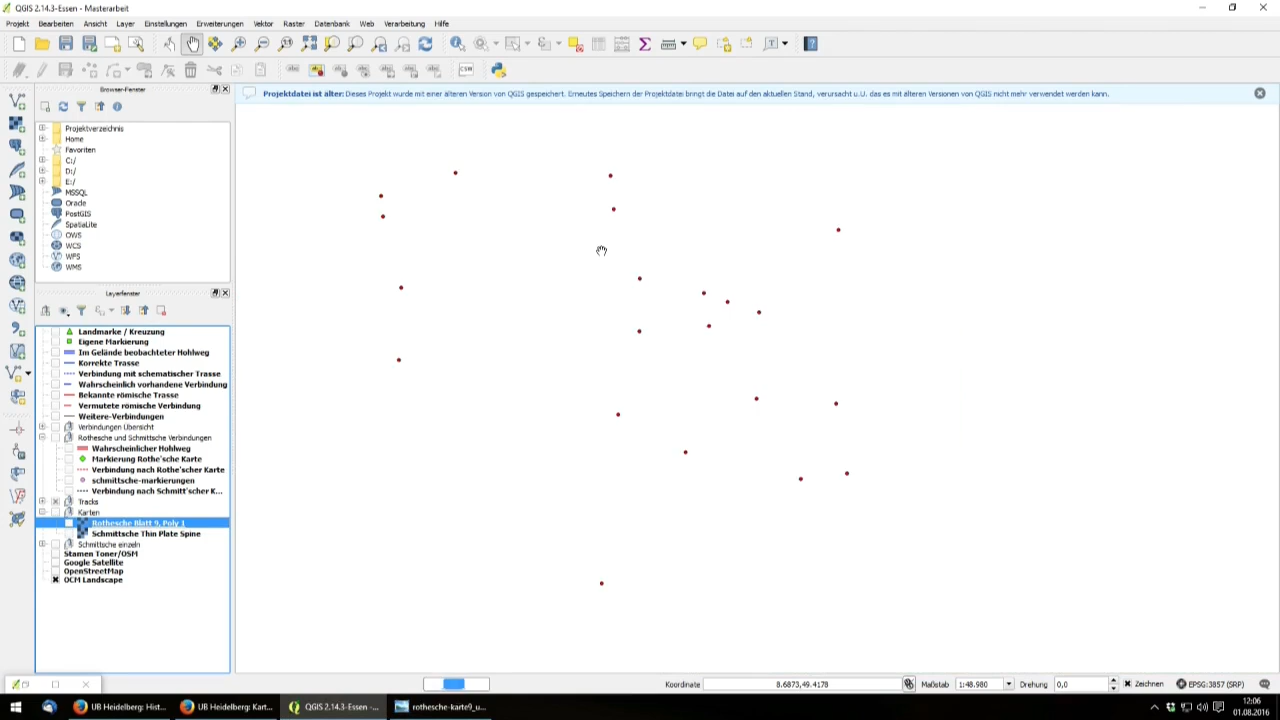 QGIS 2.14.3-Essen - Masterarbeit
Projekt Bearbeiten Ansicht Layer Einstellungen Erweiterungen Vektor Raster Datenbank Web Verarbeitung Hilfe
Browser-Fenster
Projektdatei ist älter: Dieses Projekt wurde mit einer älteren Version von QGIS gespeichert. Erneutes Speichern der Projektdatei bringt die Datei auf den aktuellen Stand, verursacht u.U. das es mit älteren Versionen von QGIS nicht mehr verwendet werden kann.
Projektverzeichnis
Home
Favoriten
C:/
D:/
E:/
MSSQL
Oracle
PostGIS
SpatiaLite
OWS
WCS
WFS
WMS
Layerfenster
Landmarke / Kreuzung
Eigene Markierung
Im Gelände beobachteter Hohlweg
Korrekte Trasse
Verbindung mit schematischer Trasse
Wahrscheinlich vorhandene Verbindung
Bekannte römische Trasse
Vermutete römische Verbindung
Weitere-Verbindungen
Verbindungen Übersicht
Rothesche und Schmittsche Verbindungen
Wahrscheinlicher Hohlweg
Markierung Rothe'sche Karte
Verbindung nach Rothe'scher Karte
schmittsche-markierungen
Verbindung nach Schmitt'scher K...
Tracks
Karten
Rothesche Blatt 9, Poly 1
Schmittsche Thin Plate Spine
Schmittsche einzeln
Stamen Toner/OSM
Google Satellite
OpenStreetMap
OCM Landscape
Koordinate 8.6873,49.4178 Maßstab 1:48.980 Drehung 0,0 Zeichnen EPSG:3857 (SRP)
UB Heidelberg: Hist... UB Heidelberg: Kart... QGIS 2.14.3-Essen -... rothesche-karte9_u... 12:06
01.08.2016